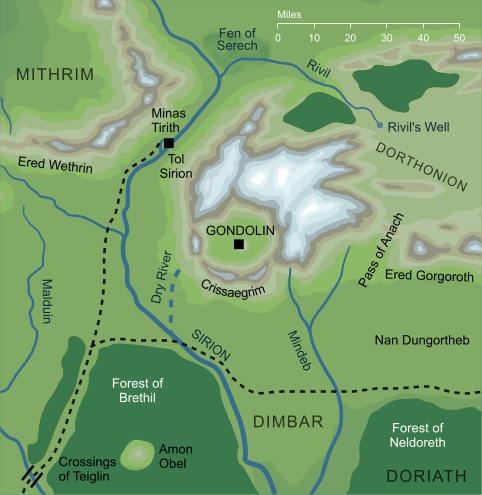 Miles
0 10 20 30 40 50
Fen of
Serech
Rivil
MITHRIM
Minas
Tirith
Rivil's Well
Tol
Sirion
DORTHONION
Ered Wethrin
GONDOLIN
Pass of Anach
Dry River
Crissaegrim
Ered Gorgoroth
Malduin
SIRION
Mindeb
Nan Dungortheb
Forest of
Brethil
DIMBAR
Forest of
Neldoreth
Amon
Obel
Crossings
of Teiglin
DORIATH